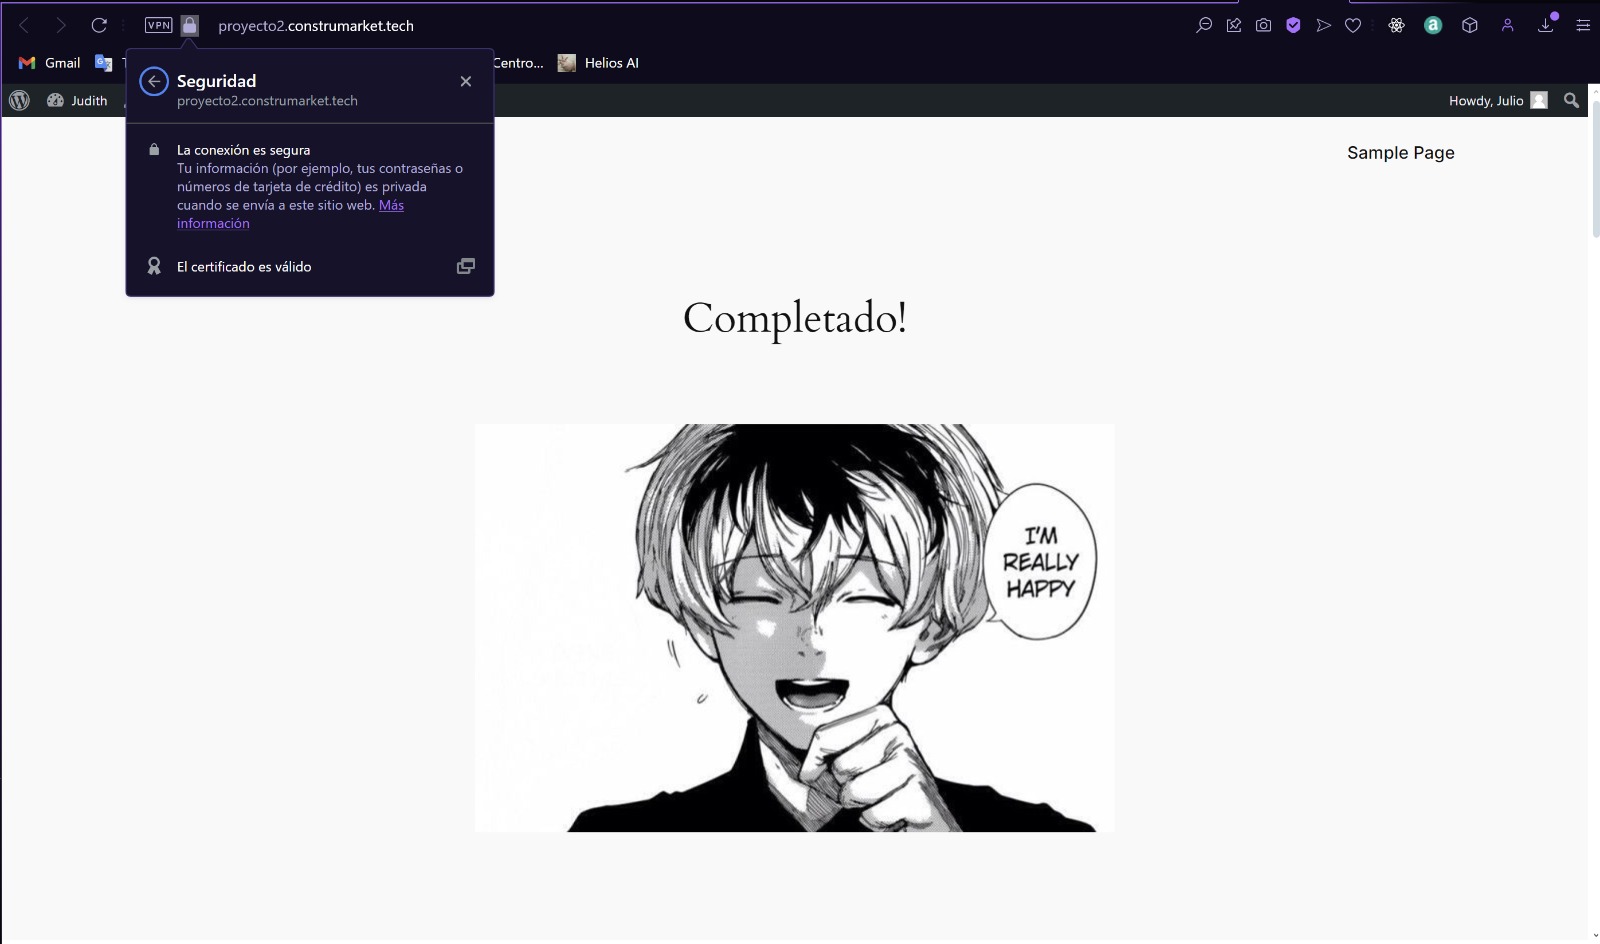 VPN
proyecto2.construmarket.tech
Gmail
Centro...
Helios AI
Seguridad
proyecto2.construmarket.tech
Judith
Howdy, Julio
La conexión es segura
Tu información (por ejemplo, tus contraseñas o
números de tarjeta de crédito) es privada
cuando se envía a este sitio web. Más
información
El certificado es válido
Sample Page
Completado!
I'M
REALLY
HAPPY